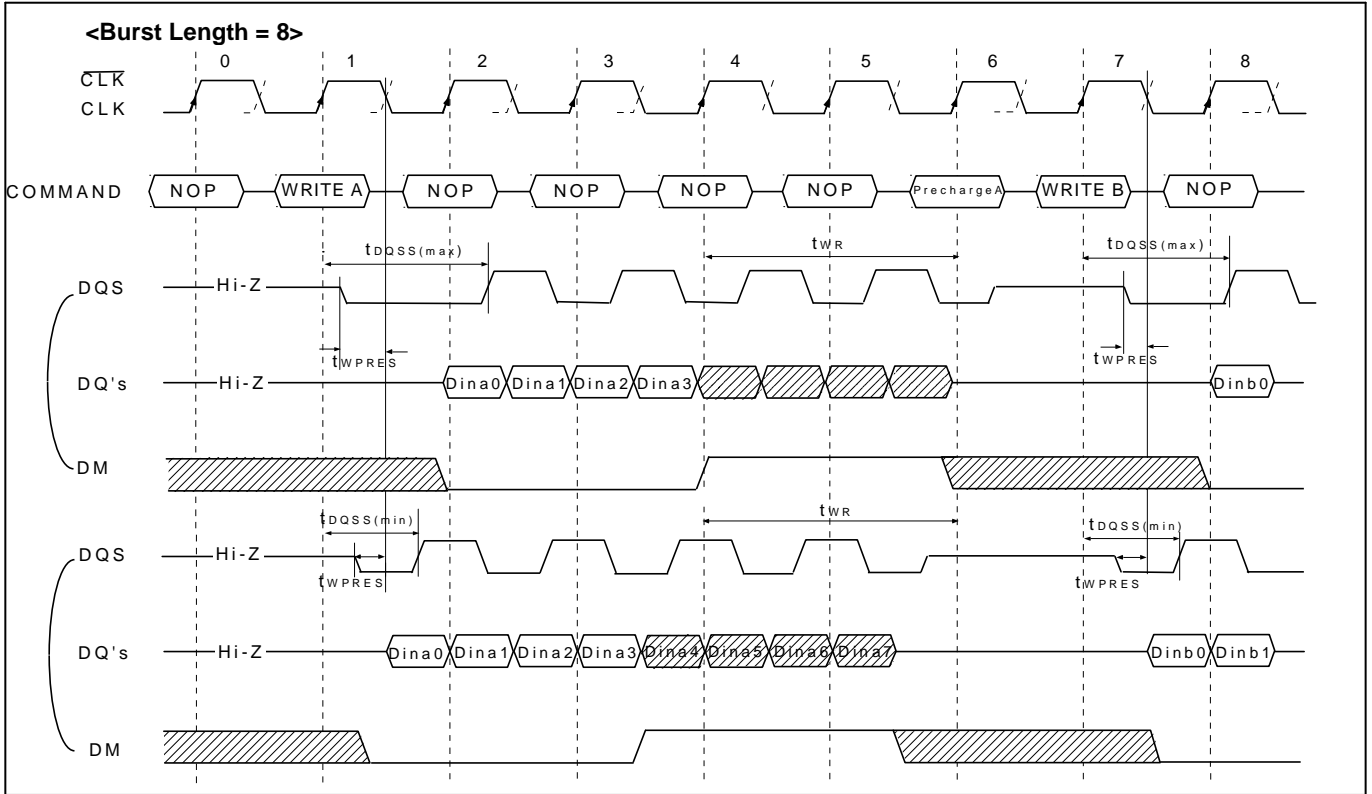 <Burst Length = 8>
0 1 2 3 4 5 6 7 8
CLK
CLK
COMMAND NOP WRITE A NOP NOP NOP NOP PrechargeA WRITE B NOP
tDQSS(max) tWR tDQSS(max)
DQS Hi-Z
tWPRES tWPRES
DQ's Hi-Z Dina0 Dina1 Dina2 Dina3 Dinb0
DM
tDQSS(min) tWR tDQSS(min)
DQS Hi-Z
tWPRES tWPRES
DQ's Hi-Z Dina0 Dina1 Dina2 Dina3 Dina4 Dina5 Dina6 Dina7 Dinb0 Dinb1
DM